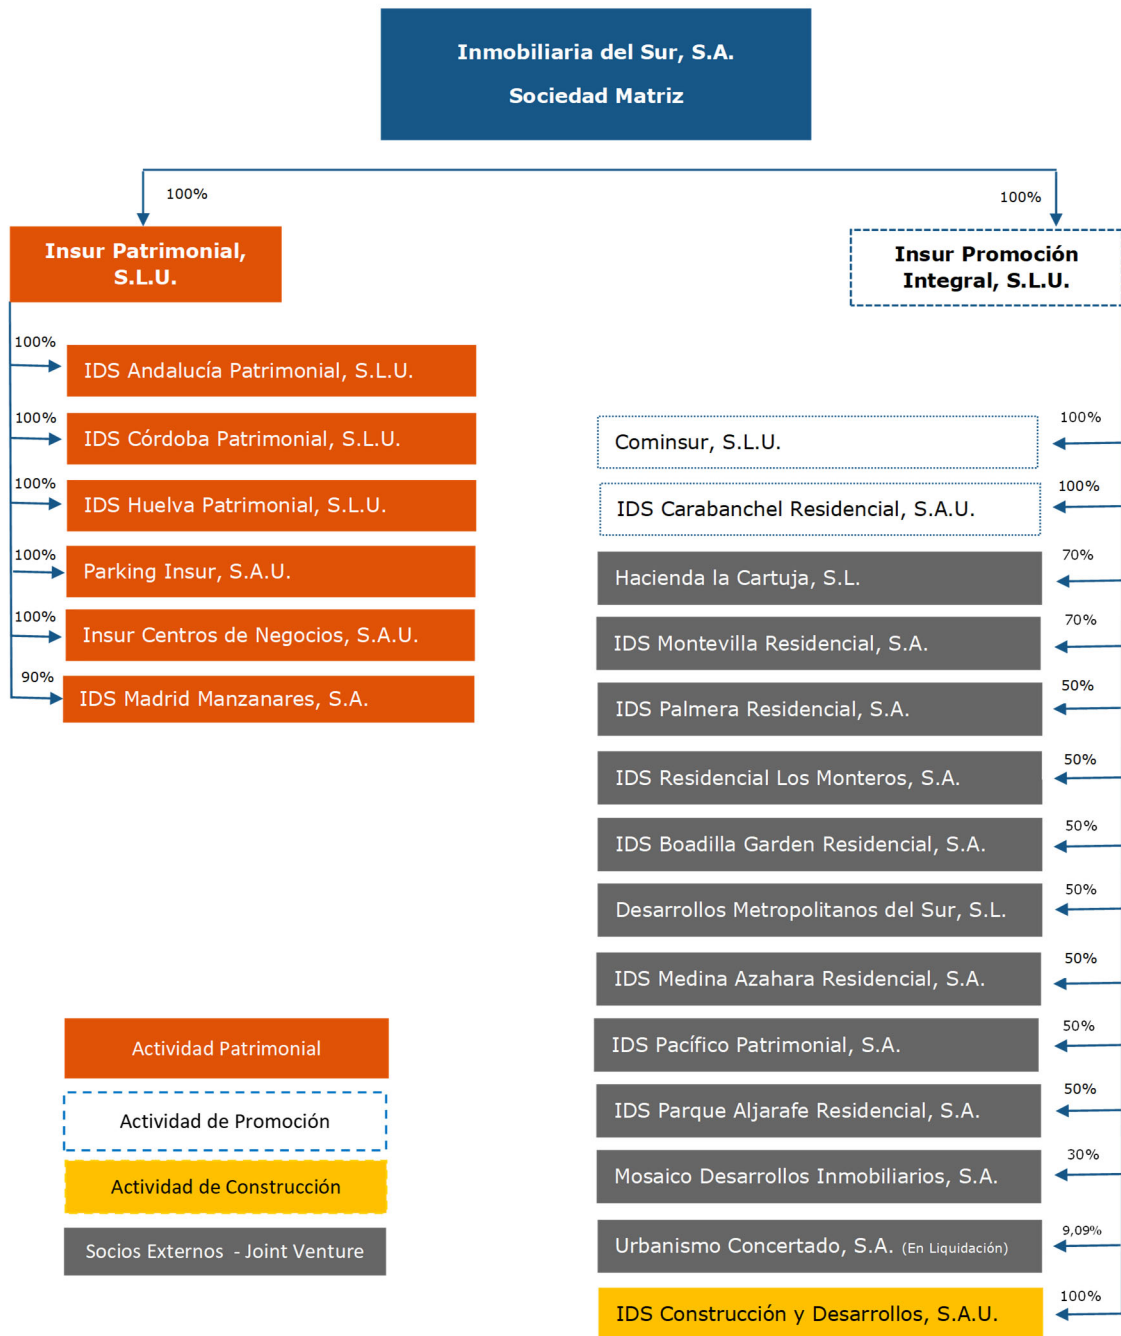 Inmobiliaria del Sur, S.A.
Sociedad Matriz
100%
100%
Insur Patrimonial,
S.L.U.
Insur Promoción
Integral, S.L.U.
100%
IDS Andalucía Patrimonial, S.L.U.
100%
IDS Córdoba Patrimonial, S.L.U.
100%
IDS Huelva Patrimonial, S.L.U.
100%
Parking Insur, S.A.U.
100%
Insur Centros de Negocios, S.A.U.
90%
IDS Madrid Manzanares, S.A.
Cominsur, S.L.U.
100%
IDS Carabanchel Residencial, S.A.U.
100%
Hacienda la Cartuja, S.L.
70%
IDS Montevilla Residencial, S.A.
70%
IDS Palmera Residencial, S.A.
50%
IDS Residencial Los Monteros, S.A.
50%
IDS Boadilla Garden Residencial, S.A.
50%
Desarrollos Metropolitanos del Sur, S.L.
50%
IDS Medina Azahara Residencial, S.A.
50%
IDS Pacífico Patrimonial, S.A.
50%
IDS Parque Aljarafe Residencial, S.A.
50%
Mosaico Desarrollos Inmobiliarios, S.A.
30%
Urbanismo Concertado, S.A. (En Liquidación)
9,09%
IDS Construcción y Desarrollos, S.A.U.
100%
Actividad Patrimonial
Actividad de Promoción
Actividad de Construcción
Socios Externos - Joint Venture